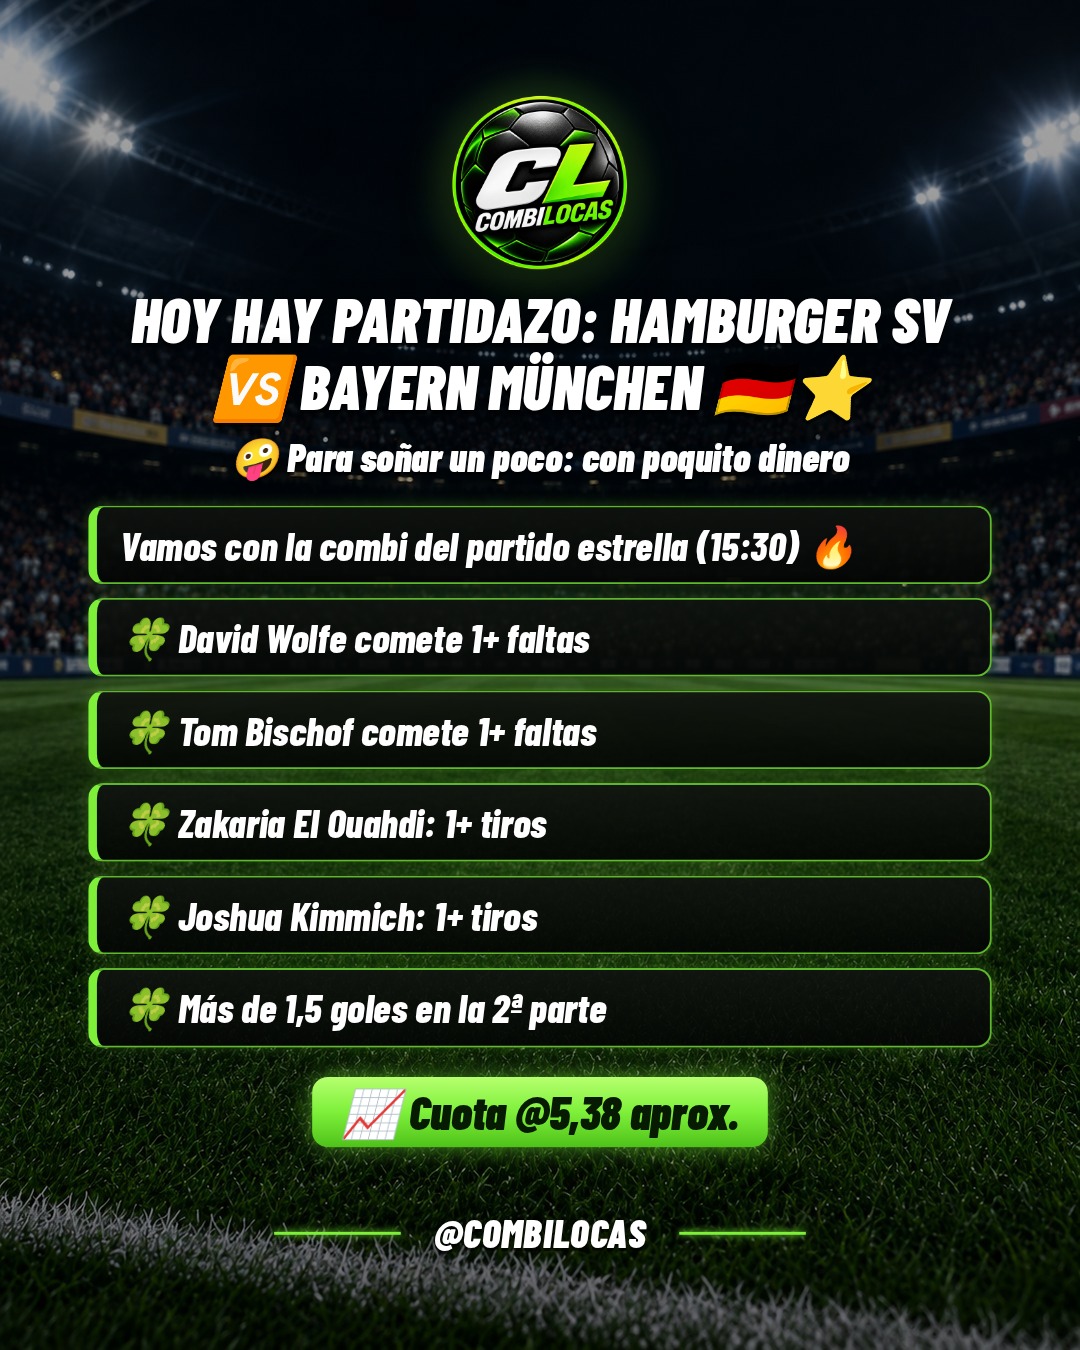 CL
COMBILOCAS
HOY HAY PARTIDAZO: HAMBURGER SV
🆚 BAYERN MÜNCHEN 🇩🇪⭐
🤪 Para soñar un poco: con poquito dinero
Vamos con la combi del partido estrella (15:30) 🔥
🍀 David Wolfe comete 1+ faltas
🍀 Tom Bischof comete 1+ faltas
🍀 Zakaria El Ouahdi: 1+ tiros
🍀 Joshua Kimmich: 1+ tiros
🍀 Más de 1,5 goles en la 2ª parte
📈 Cuota @5,38 aprox.
@COMBILOCAS